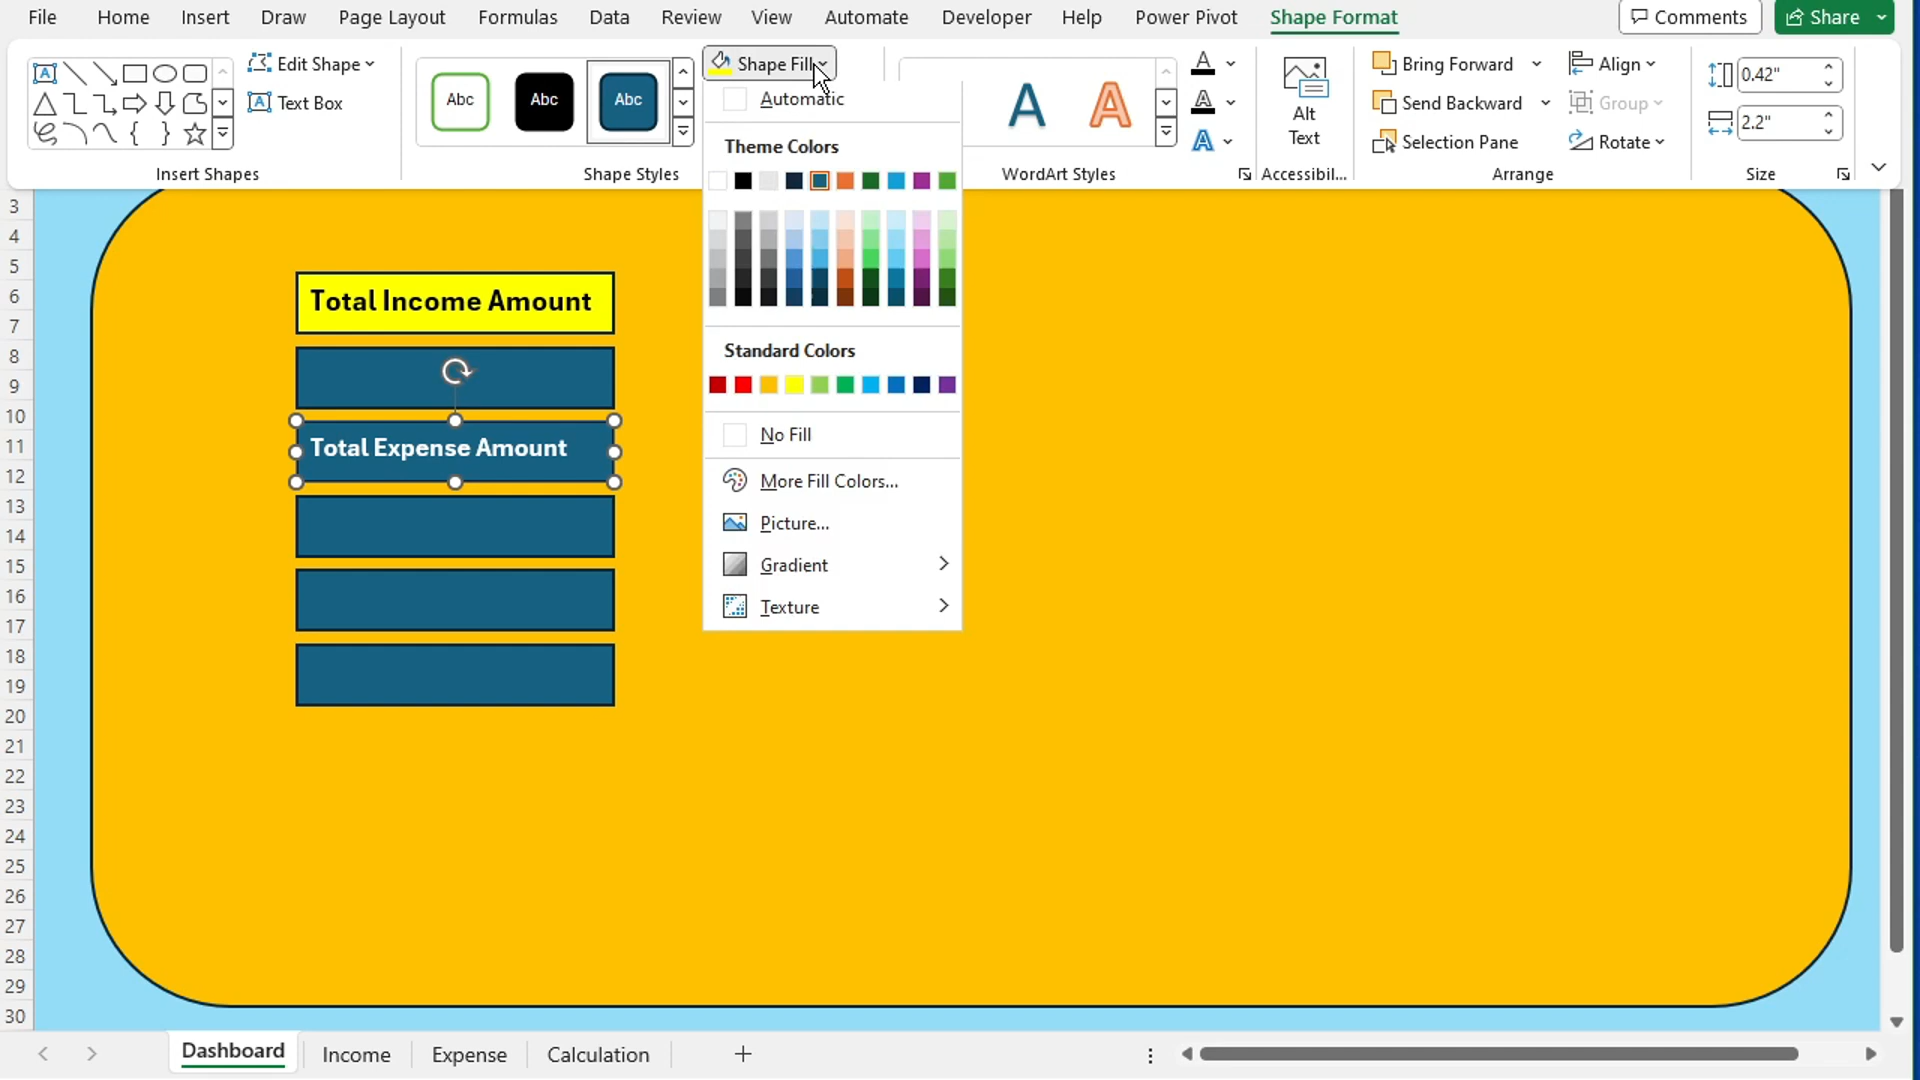 File Home Insert Draw Page Layout Formulas Data Review View Automate Developer Help Power Pivot Shape Format Comments Share
Edit Shape
Text Box
Insert Shapes
Abc Abc Abc
Shape Styles
Shape Fill
Automatic
Theme Colors
Standard Colors
No Fill
More Fill Colors...
Picture...
Gradient
Texture
A A
A
A
A
WordArt Styles
Alt
Text
Accessibil...
Bring Forward
Send Backward
Selection Pane
Align
Group
Rotate
Arrange
0.42"
2.2"
Size
3
4
5
6
7
8
9
10
11
12
13
14
15
16
17
18
19
20
21
22
23
24
25
26
27
28
29
30
Total Income Amount
Total Expense Amount
Dashboard Income Expense Calculation